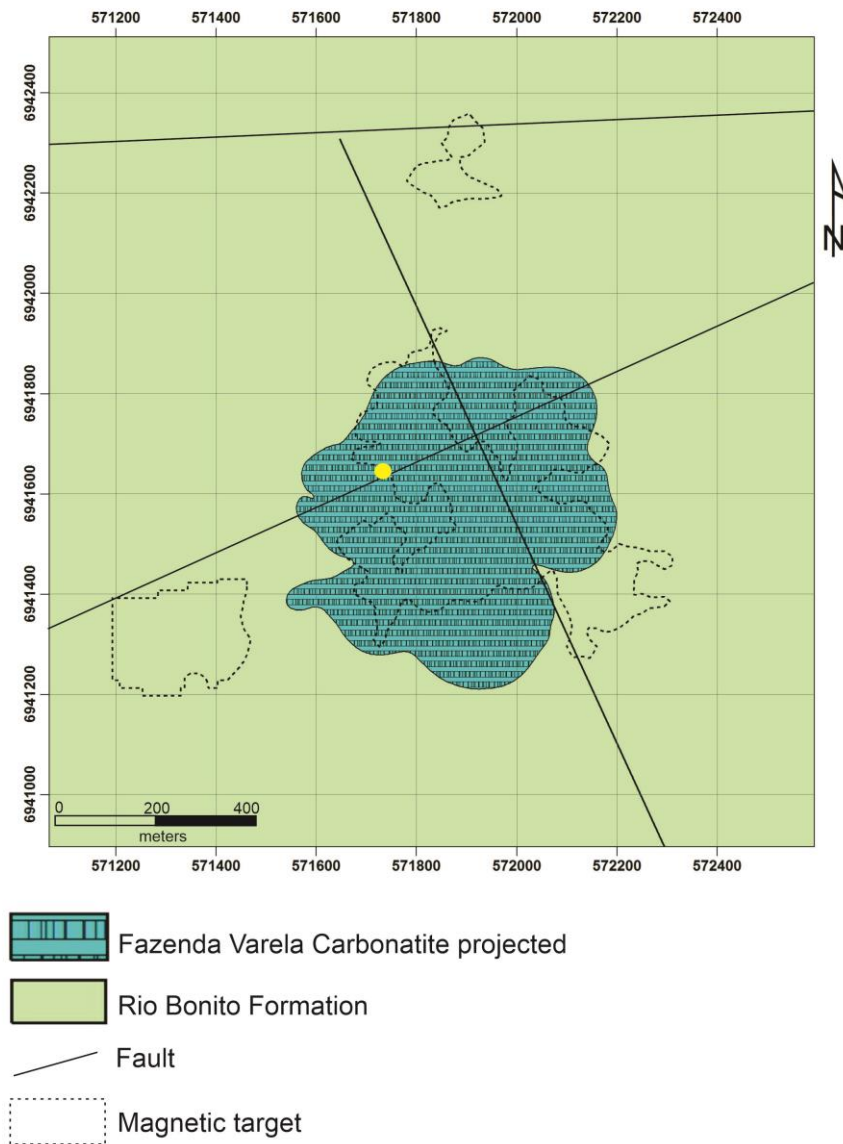 571200 571400 571600 571800 572000 572200 572400
6942400
6942200
6942000
6941800
6941600
6941400
6941200
6941000
N
0 200 400
meters
571200 571400 571600 571800 572000 572200 572400
Fazenda Varela Carbonatite projected
Rio Bonito Formation
Fault
Magnetic target